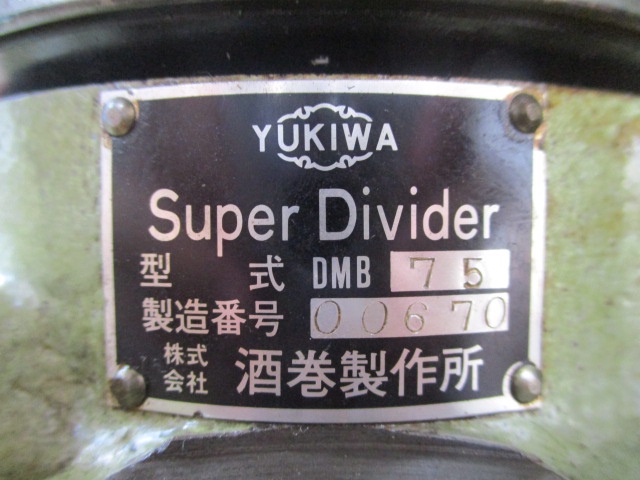 YUKIWA
Super Divider
型式 DMB 75
製造番号 00670
株式会社 酒巻製作所